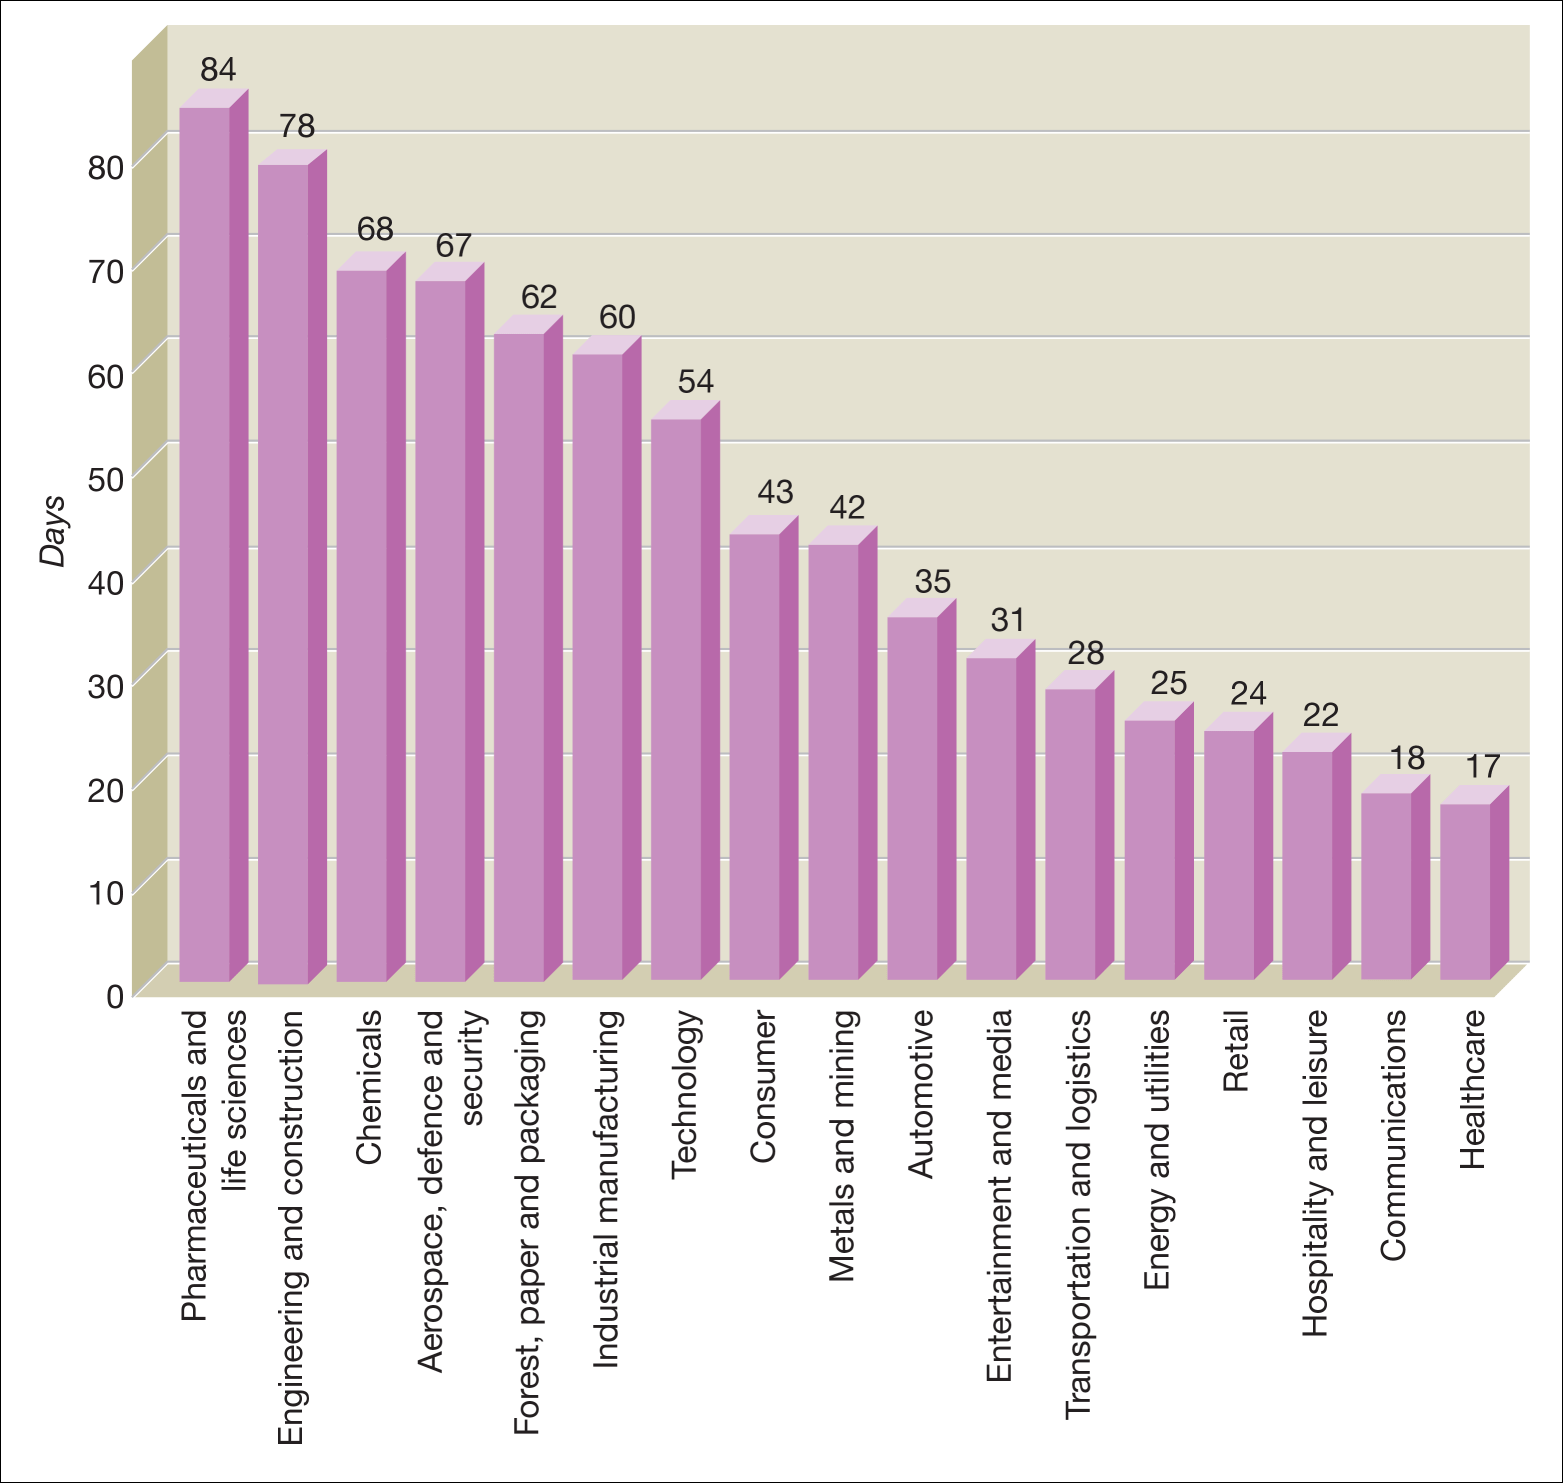 84
78
68
67
62
60
54
43
42
35
31
28
25
24
22
18
17
80
70
60
50
40
30
20
10
0
Days
Pharmaceuticals and
life sciences
Engineering and construction
Chemicals
Aerospace, defence and
security
Forest, paper and packaging
Industrial manufacturing
Technology
Consumer
Metals and mining
Automotive
Entertainment and media
Transportation and logistics
Energy and utilities
Retail
Hospitality and leisure
Communications
Healthcare